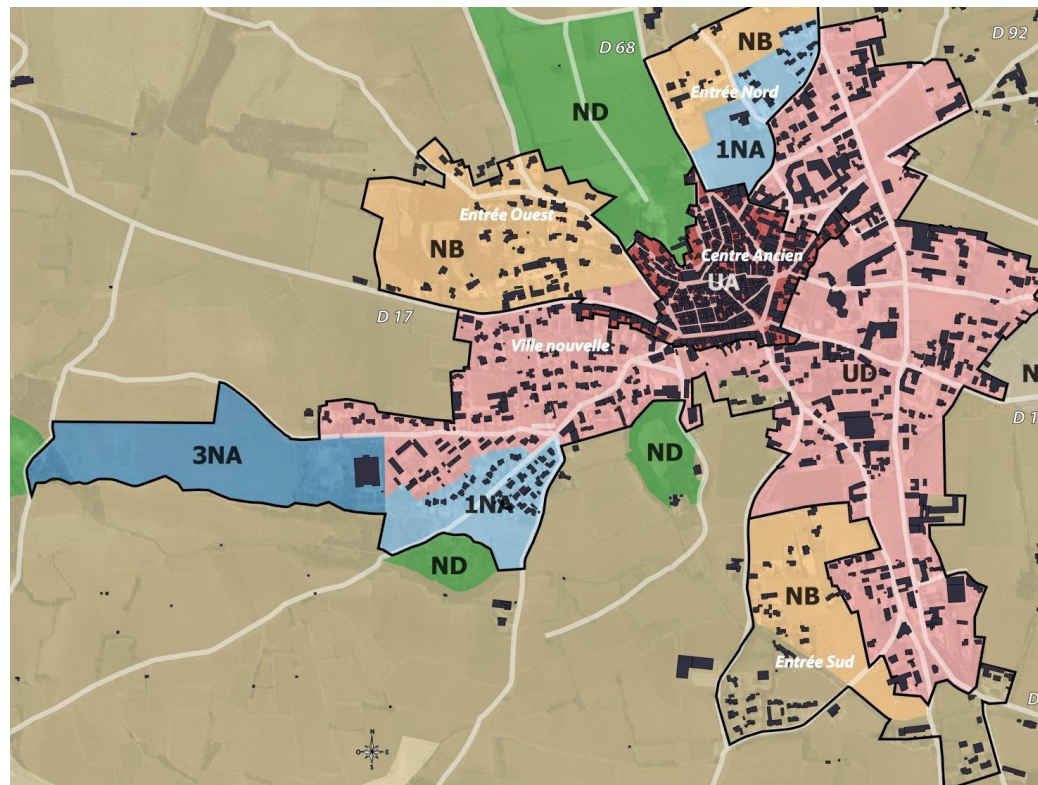 D 68
NB
D 92
Entrée Nord
ND
1NA
Entrée Ouest
NB
Centre Ancien
UA
D 17
Ville nouvelle
UD
N
D 1
3NA
ND
1NA
ND
NB
Entrée Sud
D
N
O E
S